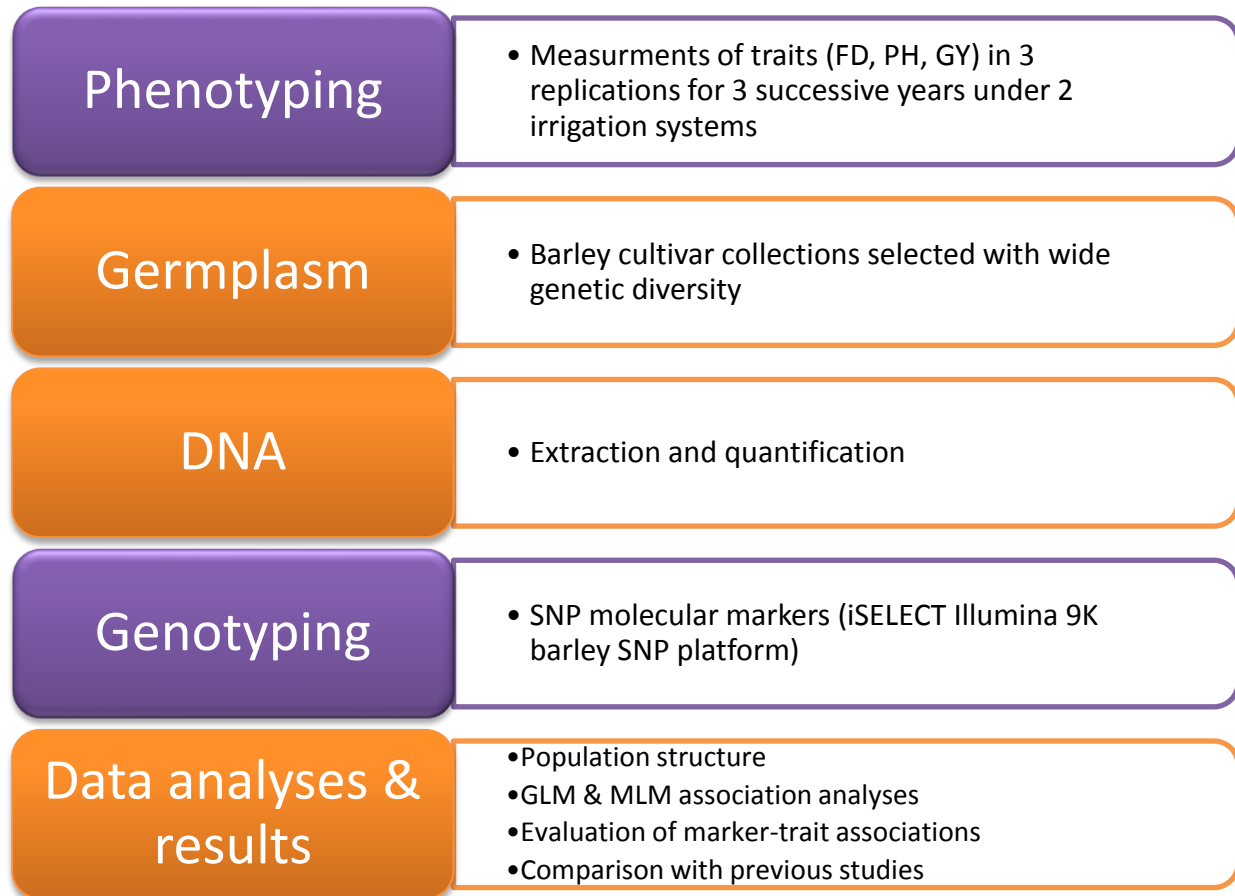 Phenotyping
• Measurments of traits (FD, PH, GY) in 3
replications for 3 successive years under 2
irrigation systems
Germplasm
• Barley cultivar collections selected with wide
genetic diversity
DNA
• Extraction and quantification
Genotyping
• SNP molecular markers (iSELECT Illumina 9K
barley SNP platform)
Data analyses &
results
•Population structure
•GLM & MLM association analyses
•Evaluation of marker-trait associations
•Comparison with previous studies